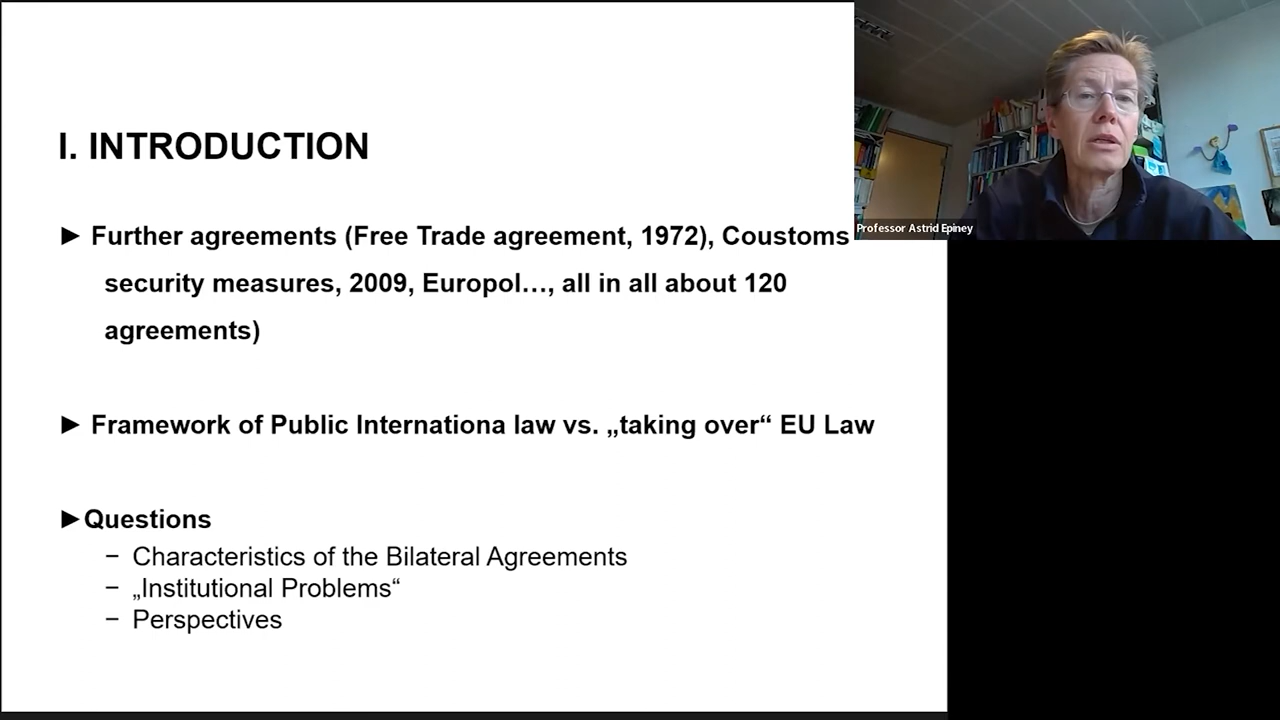 I. INTRODUCTION
► Further agreements (Free Trade agreement, 1972), Coustoms
security measures, 2009, Europol…, all in all about 120
agreements)
► Framework of Public Internationa law vs. „taking over“ EU Law
►Questions
− Characteristics of the Bilateral Agreements
− „Institutional Problems“
− Perspectives
Professor Astrid Epiney